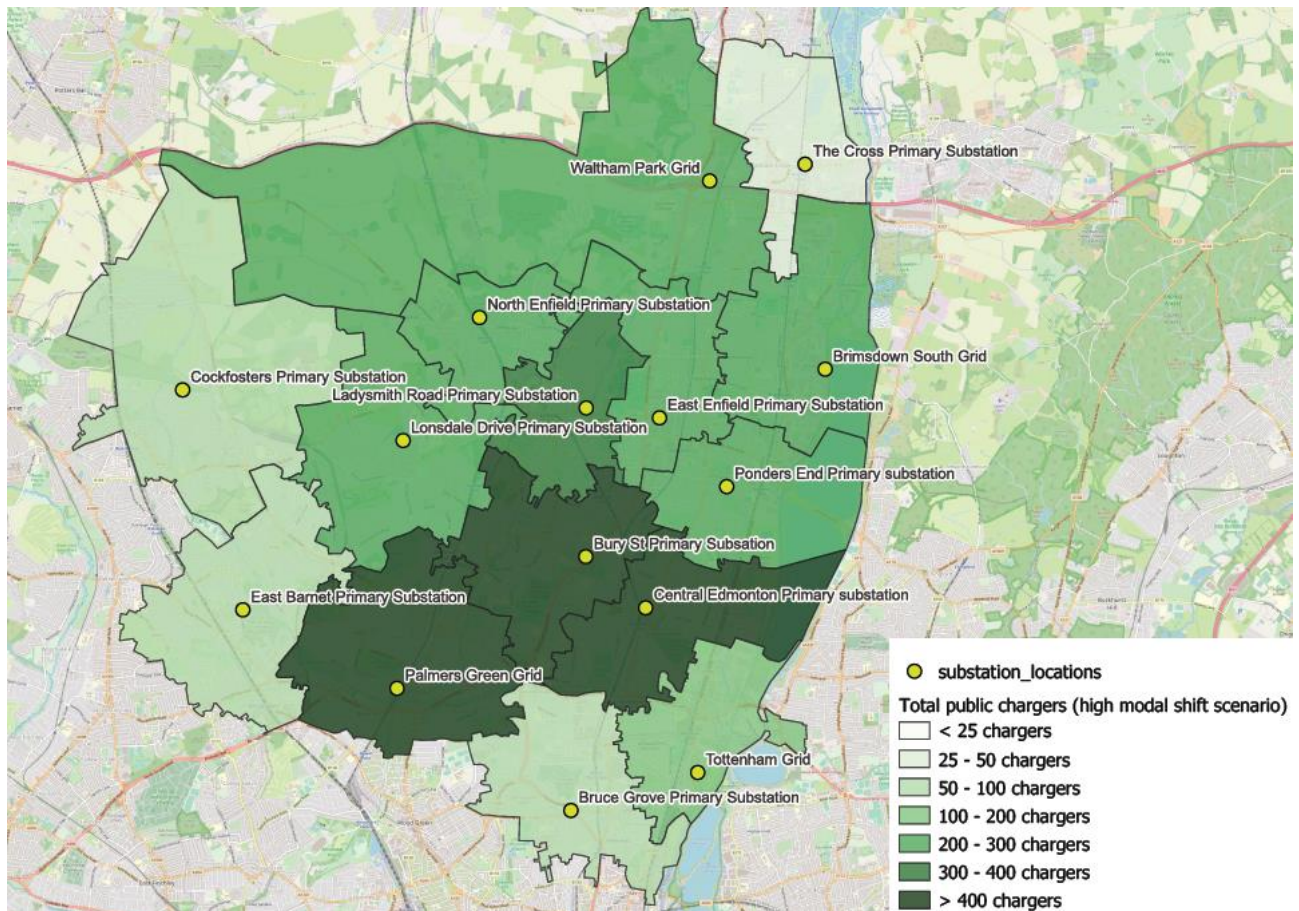 The Cross Primary Substation
Waltham Park Grid
North Enfield Primary Substation
Brimsdown South Grid
Cockfosters Primary Substation
Ladysmith Road Primary Substation
East Enfield Primary Substation
Lonsdale Drive Primary Substation
Ponders End Primary substation
Bury St Primary Subsation
Central Edmonton Primary substation
East Barnet Primary Substation
Palmers Green Grid
Tottenham Grid
Bruce Grove Primary Substation
substation_locations
Total public chargers (high modal shift scenario)
< 25 chargers
25 - 50 chargers
50 - 100 chargers
100 - 200 chargers
200 - 300 chargers
300 - 400 chargers
> 400 chargers